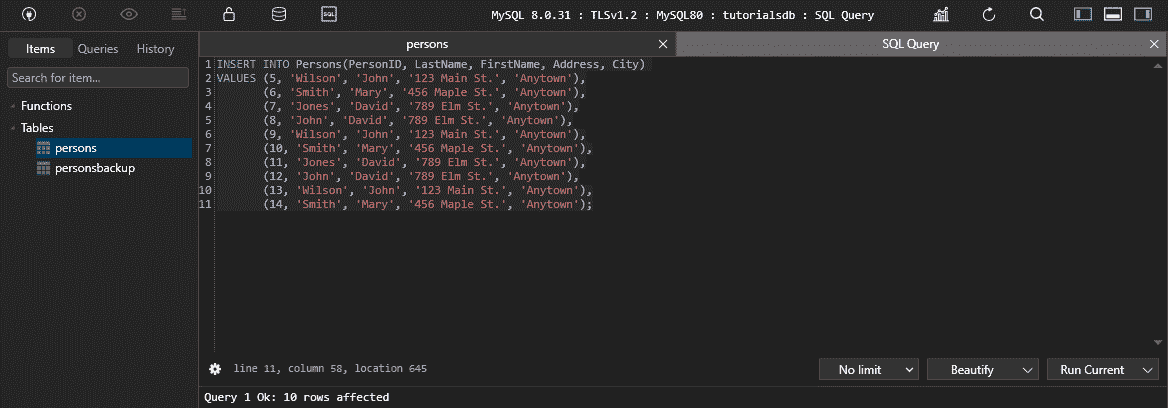 SQL MySQL 8.0.31 : TLSv1.2 : MySQL80 : tutorialsdb : SQL Query
Items Queries History
persons SQL Query
Search for item...
Functions
Tables
persons
personsbackup
1 INSERT INTO Persons(PersonID, LastName, FirstName, Address, City)
2 VALUES (5, 'Wilson', 'John', '123 Main St.', 'Anytown'),
3 (6, 'Smith', 'Mary', '456 Maple St.', 'Anytown'),
4 (7, 'Jones', 'David', '789 Elm St.', 'Anytown'),
5 (8, 'John', 'David', '789 Elm St.', 'Anytown'),
6 (9, 'Wilson', 'John', '123 Main St.', 'Anytown'),
7 (10, 'Smith', 'Mary', '456 Maple St.', 'Anytown'),
8 (11, 'Jones', 'David', '789 Elm St.', 'Anytown'),
9 (12, 'John', 'David', '789 Elm St.', 'Anytown'),
10 (13, 'Wilson', 'John', '123 Main St.', 'Anytown'),
11 (14, 'Smith', 'Mary', '456 Maple St.', 'Anytown');
line 11, column 58, location 645
No limit Beautify Run Current
Query 1 Ok: 10 rows affected